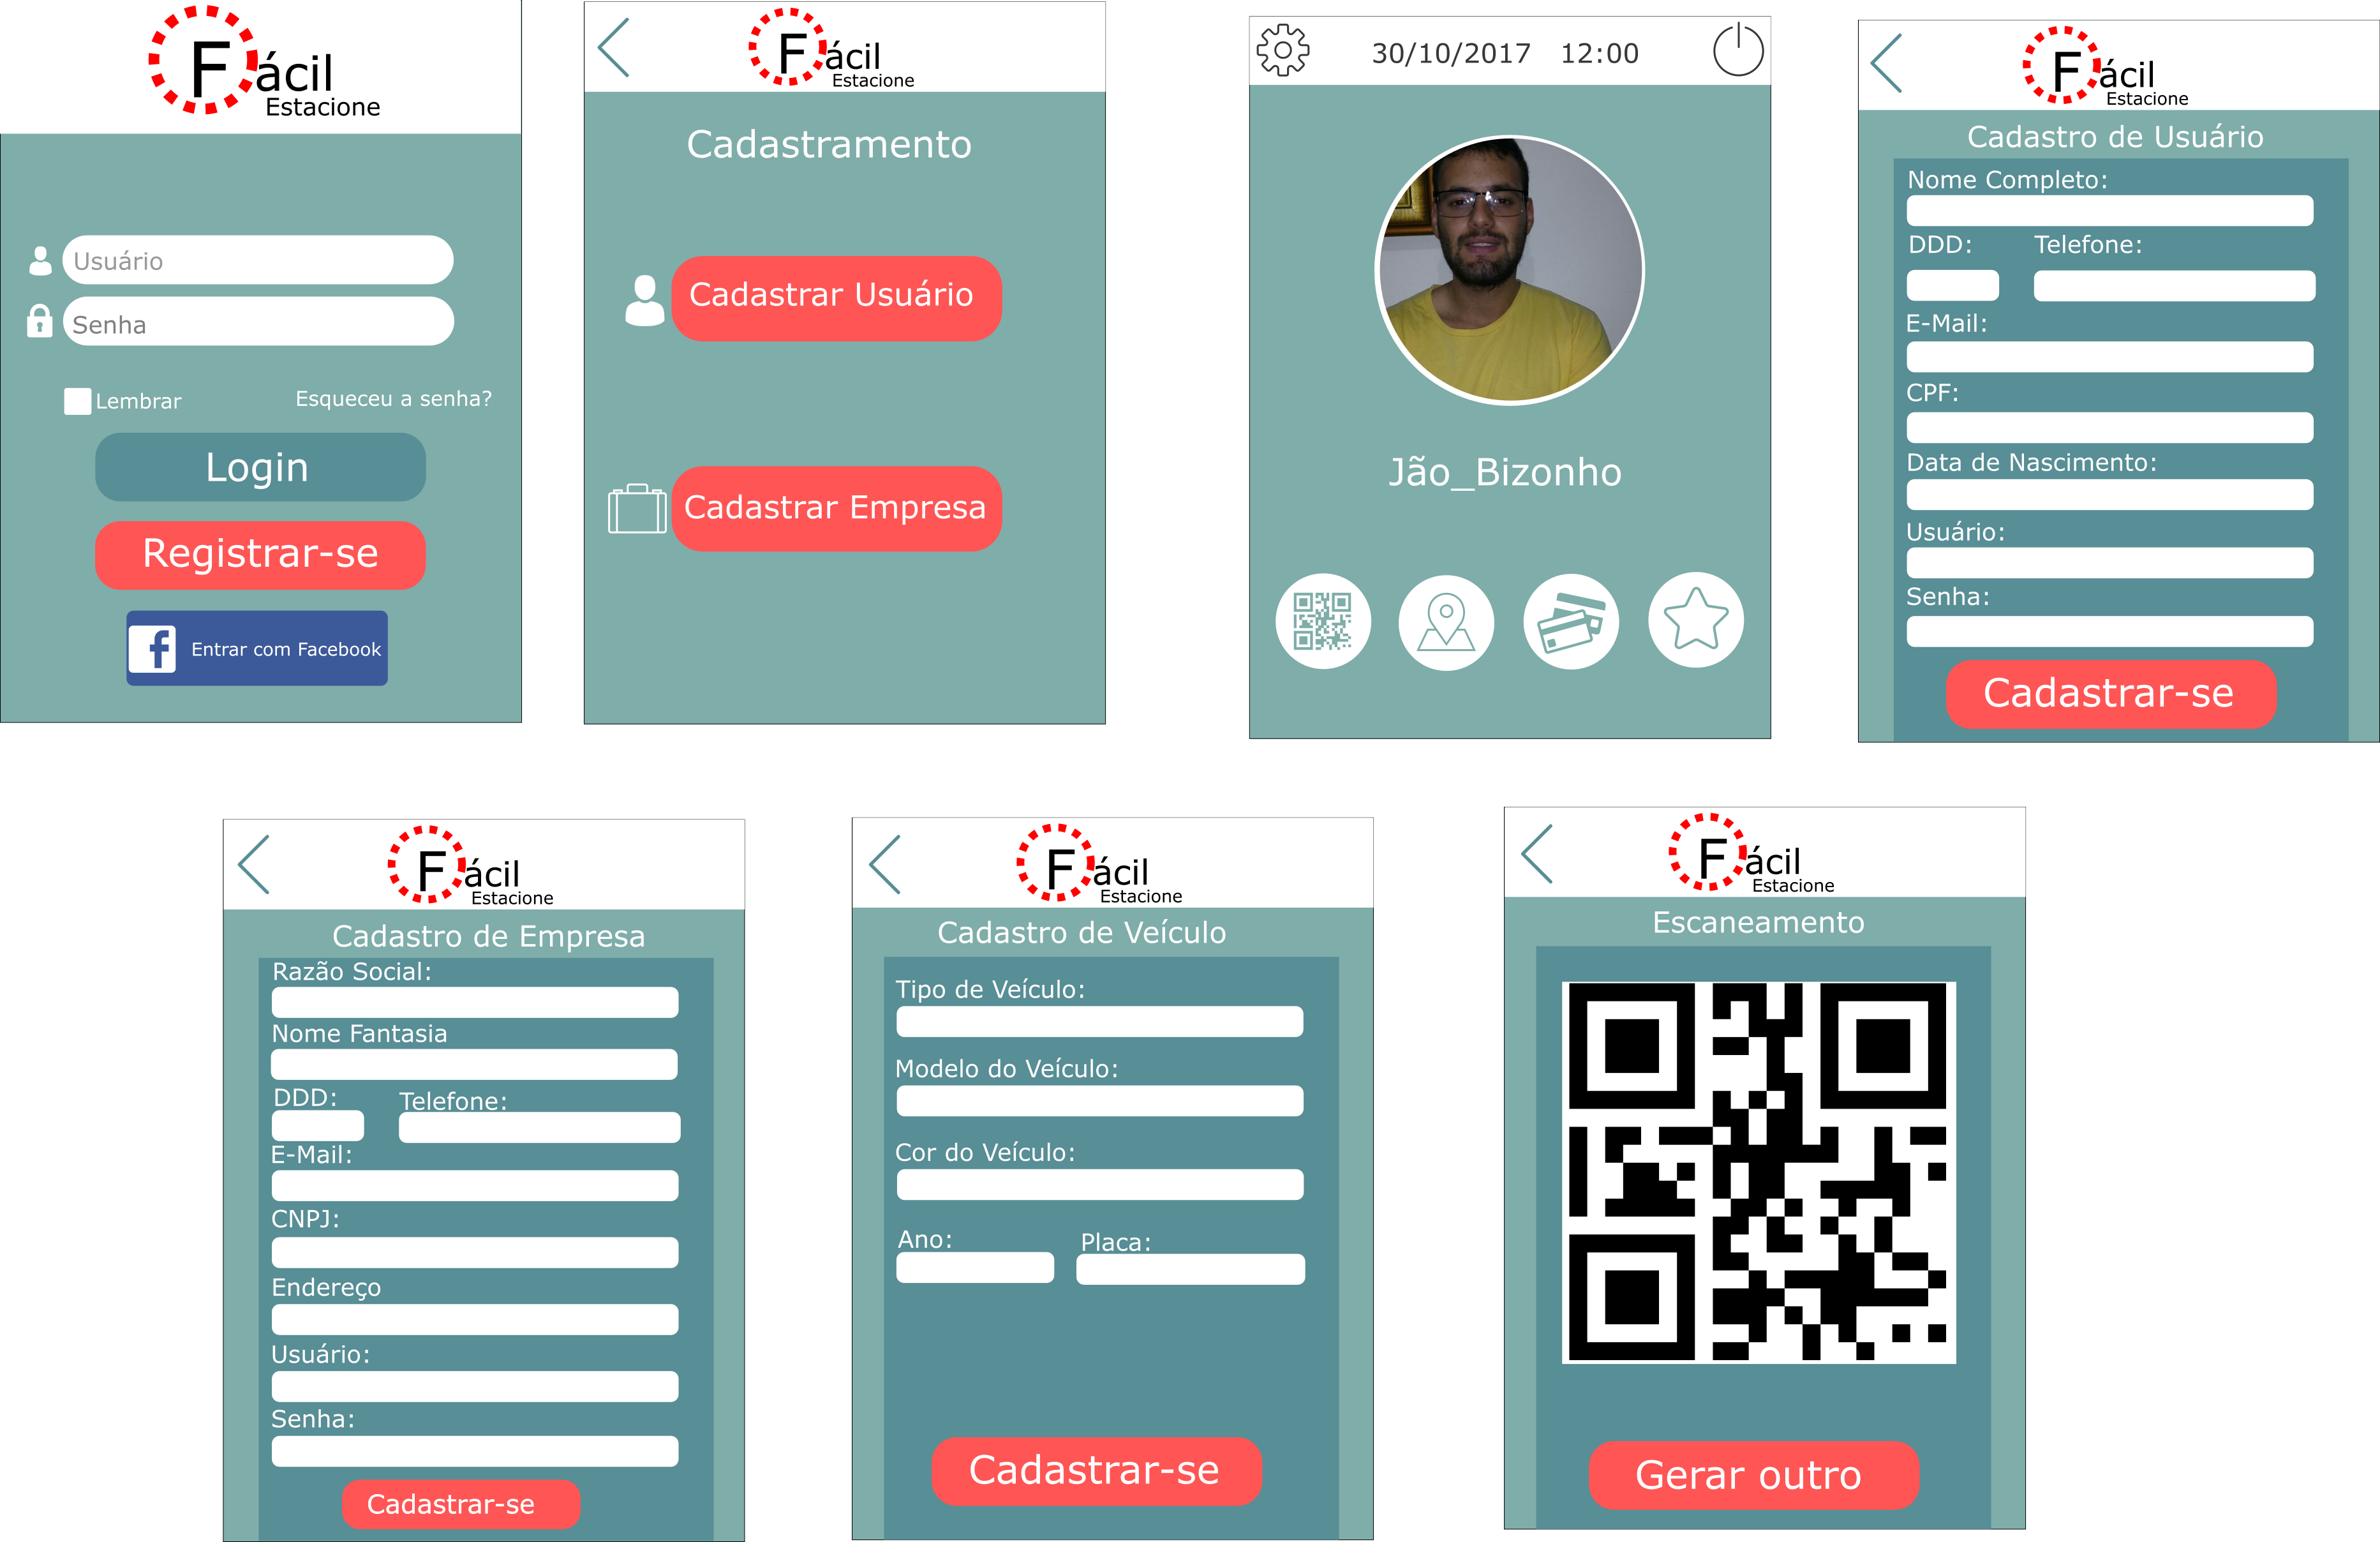 Fácil
Estacione
Usuário
Senha
Lembrar
Esqueceu a senha?
Login
Registrar-se
f
Entrar com Facebook
Fácil
Estacione
Cadastramento
Cadastrar Usuário
Cadastrar Empresa
30/10/2017 12:00
Jão_Bizonho
Fácil
Estacione
Cadastro de Usuário
Nome Completo:
DDD: Telefone:
E-Mail:
CPF:
Data de Nascimento:
Usuário:
Senha:
Cadastrar-se
Fácil
Estacione
Cadastro de Empresa
Razão Social:
Nome Fantasia
DDD: Telefone:
E-Mail:
CNPJ:
Endereço
Usuário:
Senha:
Cadastrar-se
Fácil
Estacione
Cadastro de Veículo
Tipo de Veículo:
Modelo do Veículo:
Cor do Veículo:
Ano: Placa:
Cadastrar-se
Fácil
Estacione
Escaneamento
Gerar outro